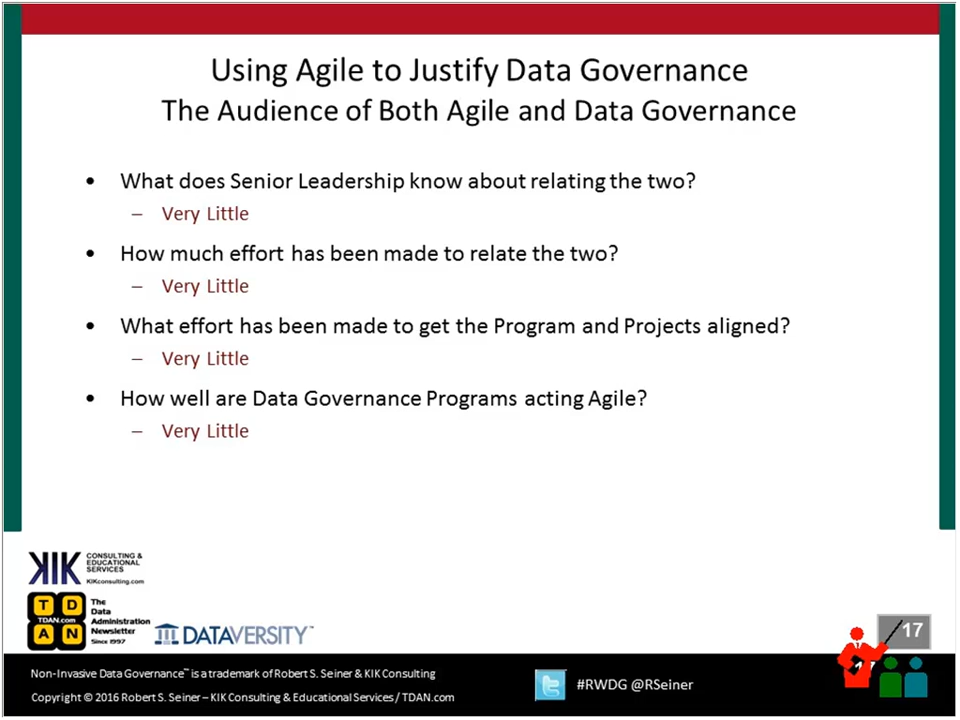 Using Agile to Justify Data Governance
The Audience of Both Agile and Data Governance
• What does Senior Leadership know about relating the two?
– Very Little
• How much effort has been made to relate the two?
– Very Little
• What effort has been made to get the Program and Projects aligned?
– Very Little
• How well are Data Governance Programs acting Agile?
– Very Little
KIK
CONSULTING &
EDUCATIONAL
SERVICES
KIKconsulting.com
T D
TDAN.com
A N
The
Data
Administration
Newsletter
Since 1997
DATAVERSITY™
17
Non-Invasive Data Governance™ is a trademark of Robert S. Seiner & KIK Consulting
Copyright © 2016 Robert S. Seiner – KIK Consulting & Educational Services / TDAN.com
#RWDG @RSeiner